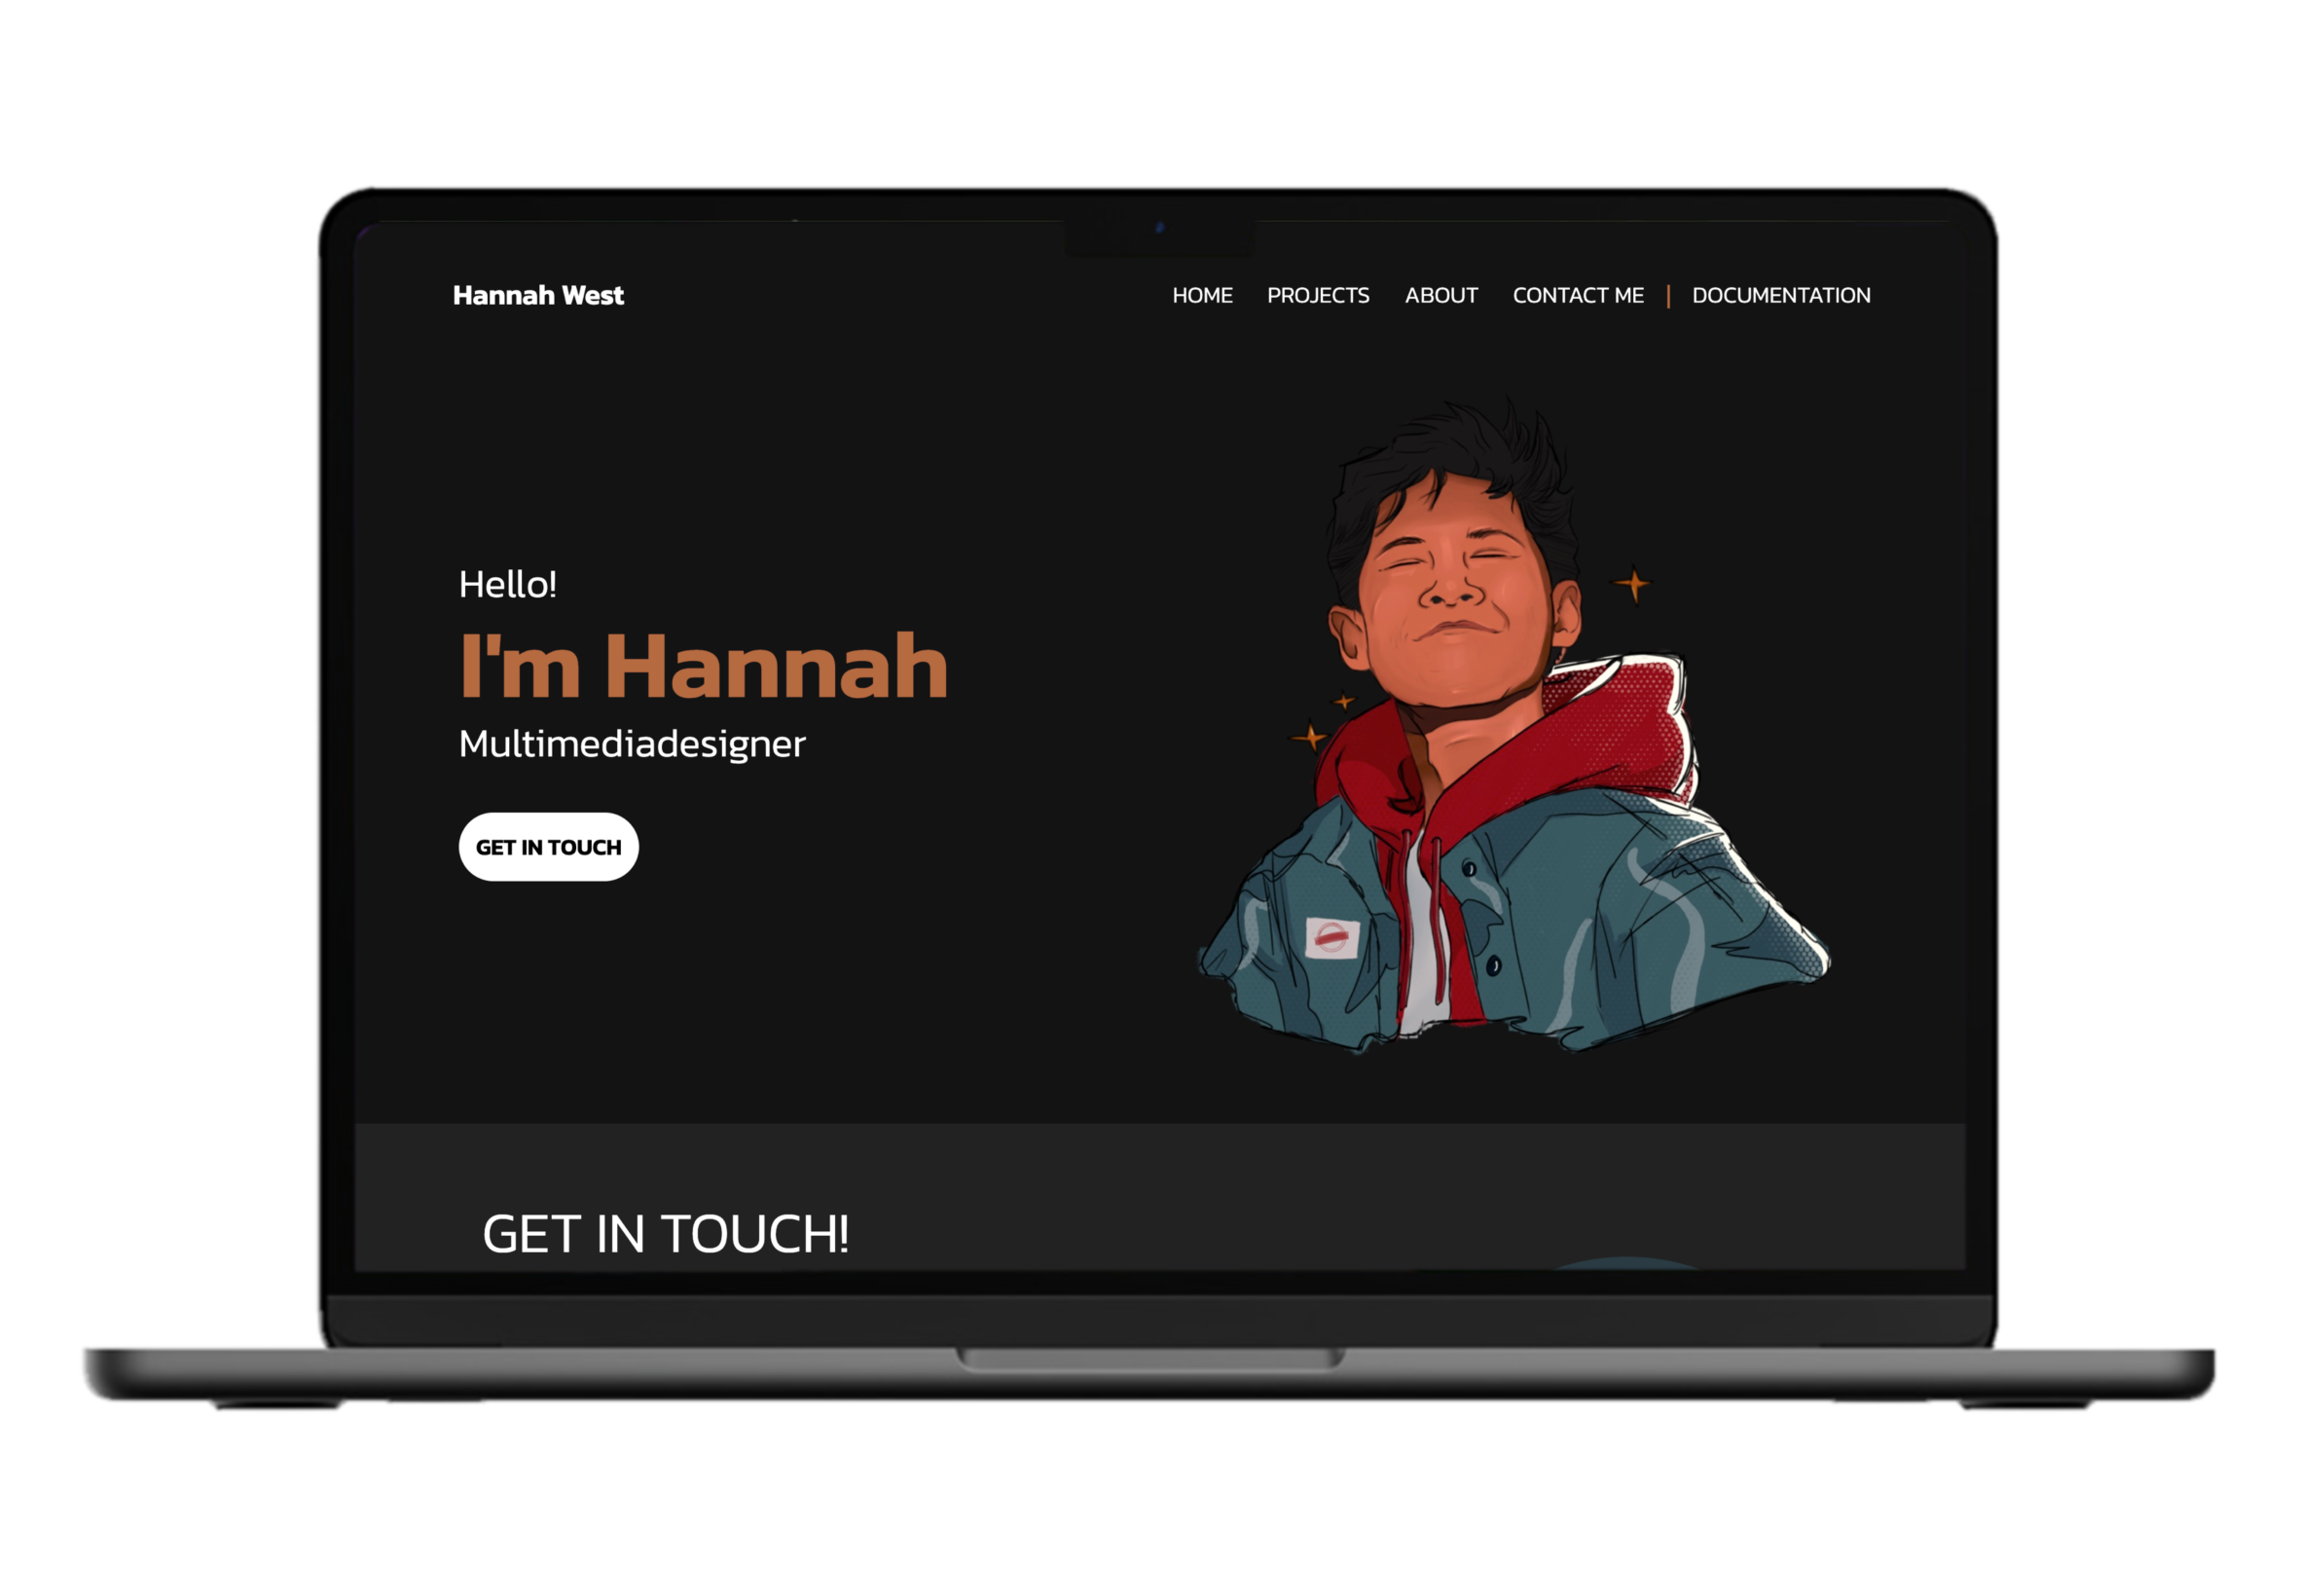 Hannah West
HOME PROJECTS ABOUT CONTACT ME | DOCUMENTATION
Hello!
I'm Hannah
Multimediadesigner
GET IN TOUCH
GET IN TOUCH!